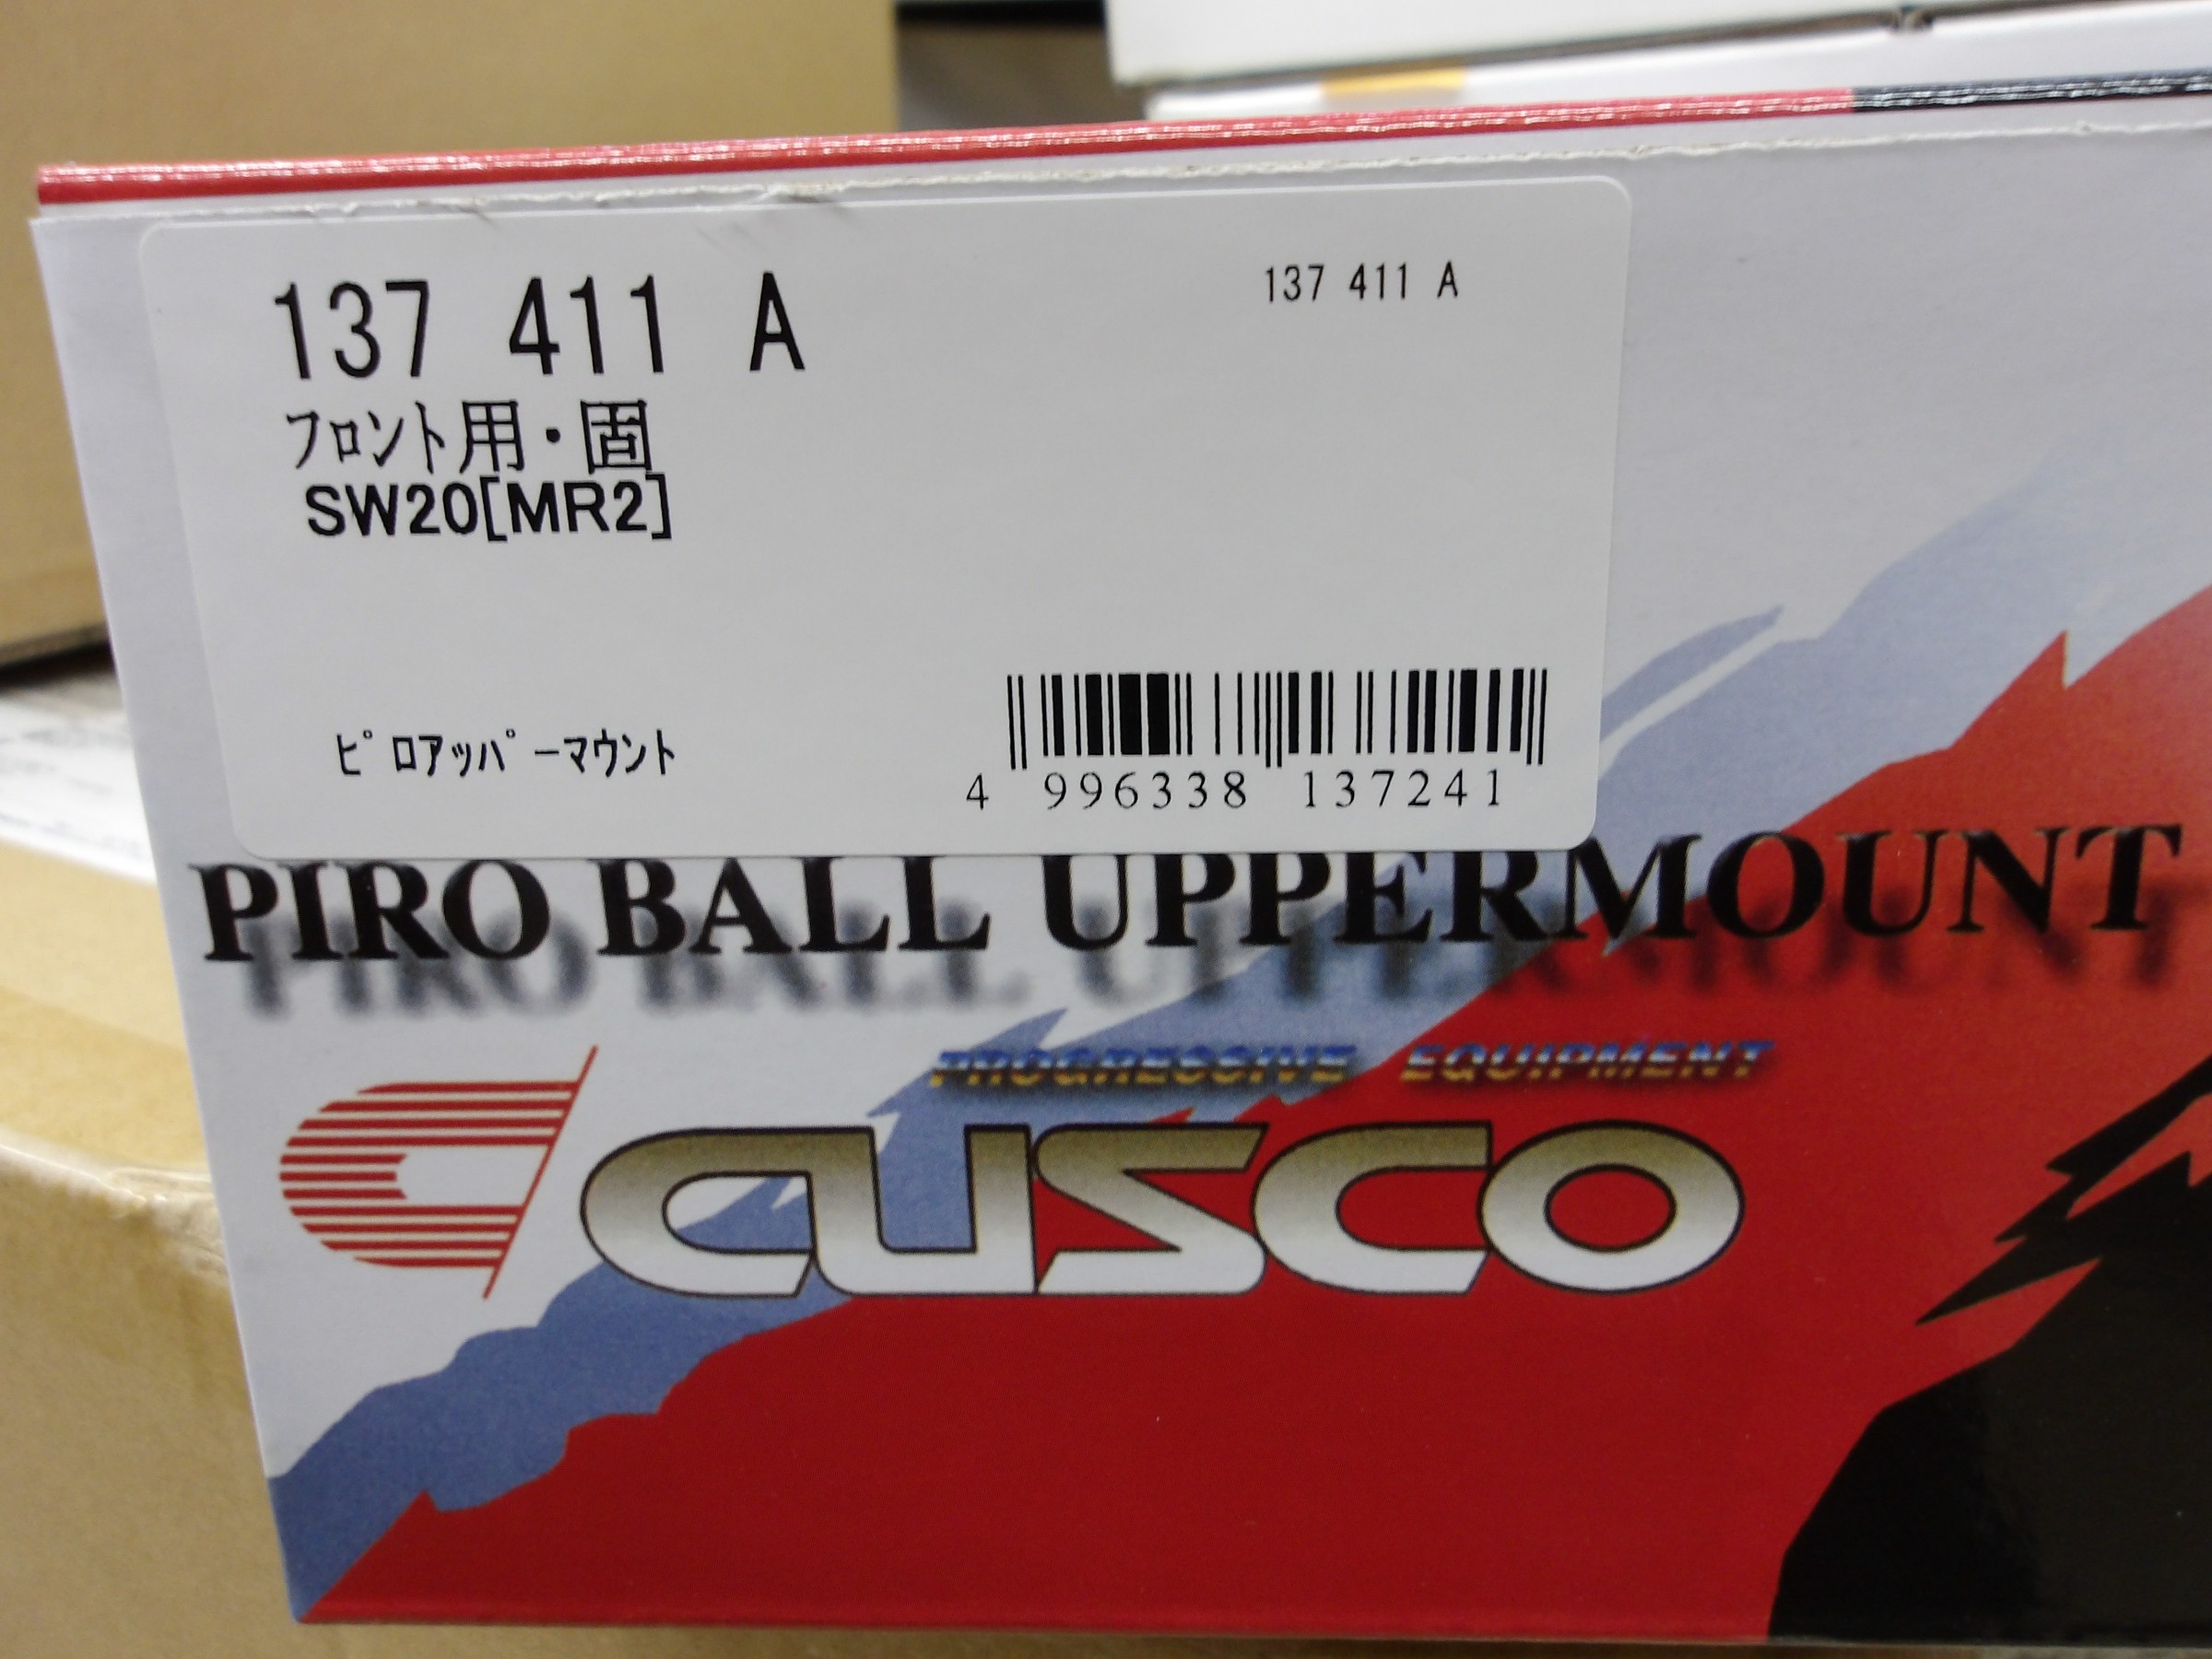 137 411 A
137 411 A
フロント用・固
SW20[MR2]
ピロアッパーマウント
4 996338 137241
PIRO BALL UPPERMOUNT
PROGRESSIVE EQUIPMENT
CUSCO